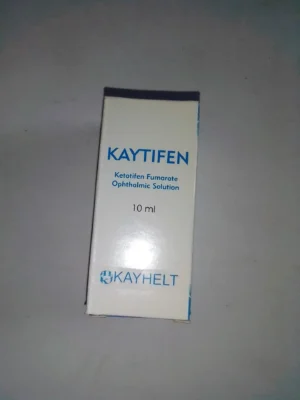 KAYTIFEN
Ketotifen Fumarate
Ophthalmic Solution
10 ml
KAYHELT